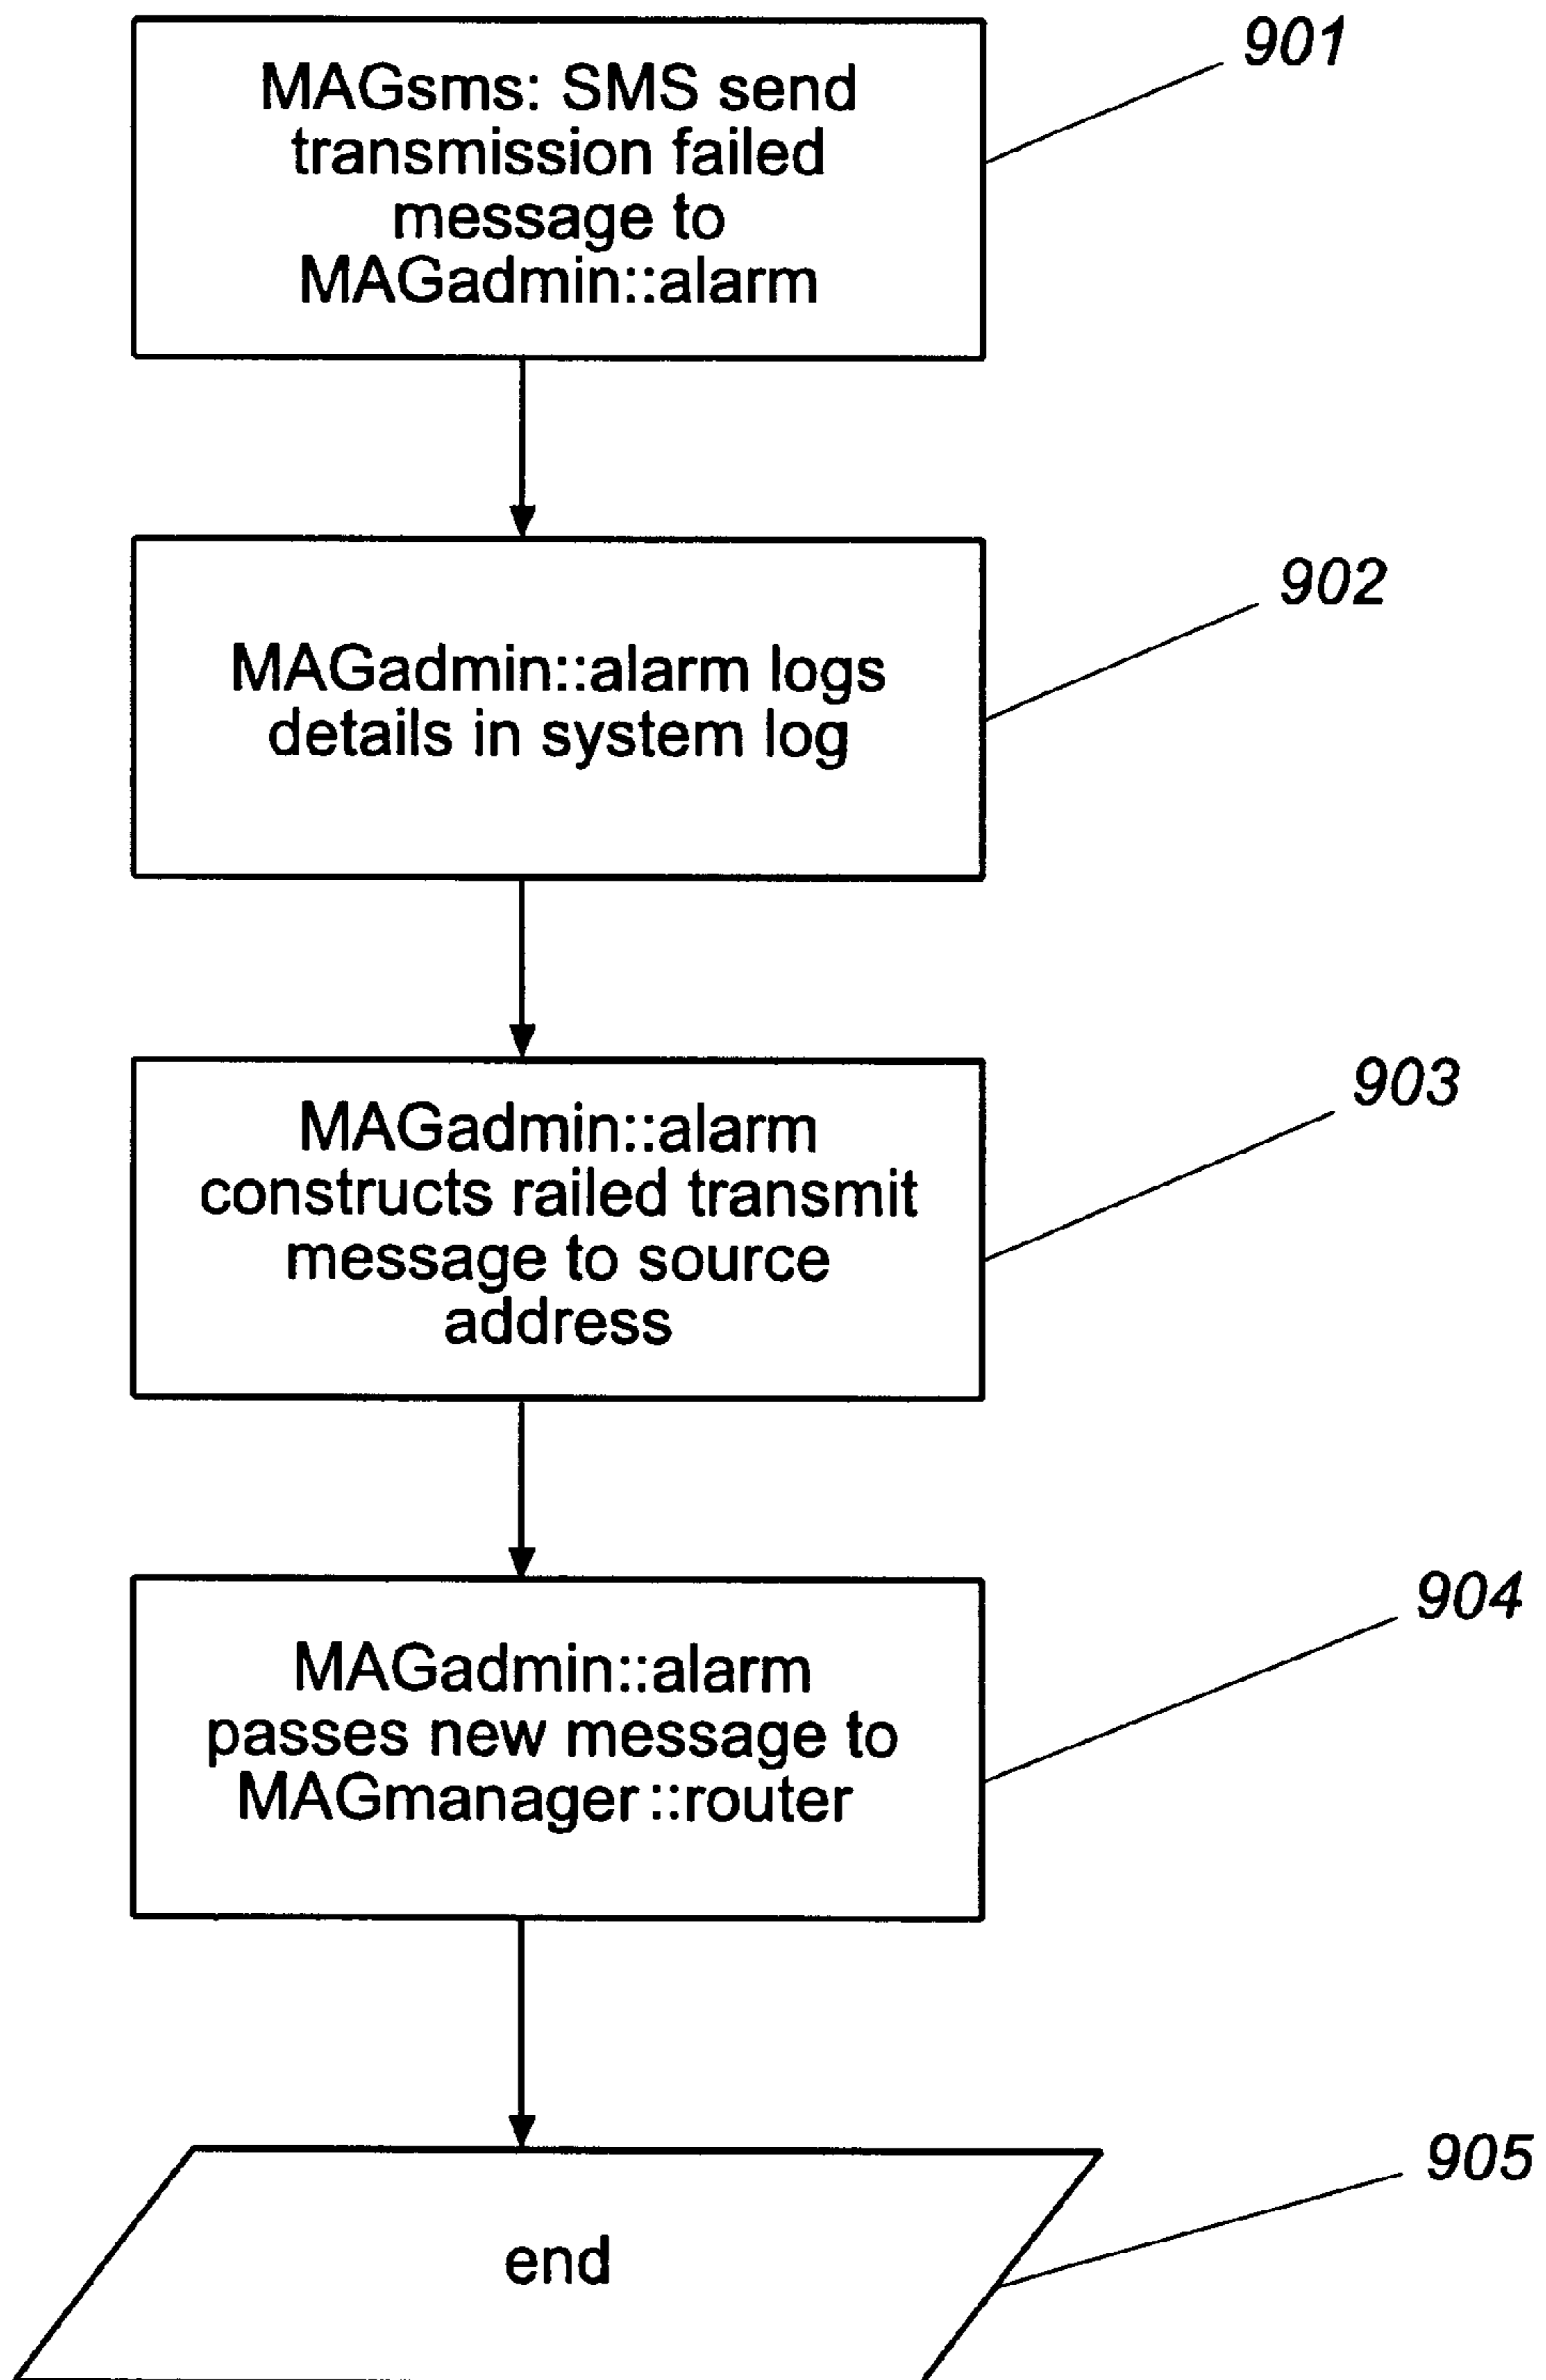 901
MAGsms: SMS send
transmission failed
message to
MAGadmin::alarm
902
MAGadmin::alarm logs
details in system log
903
MAGadmin::alarm
constructs railed transmit
message to source
address
904
MAGadmin::alarm
passes new message to
MAGmanager::router
905
end